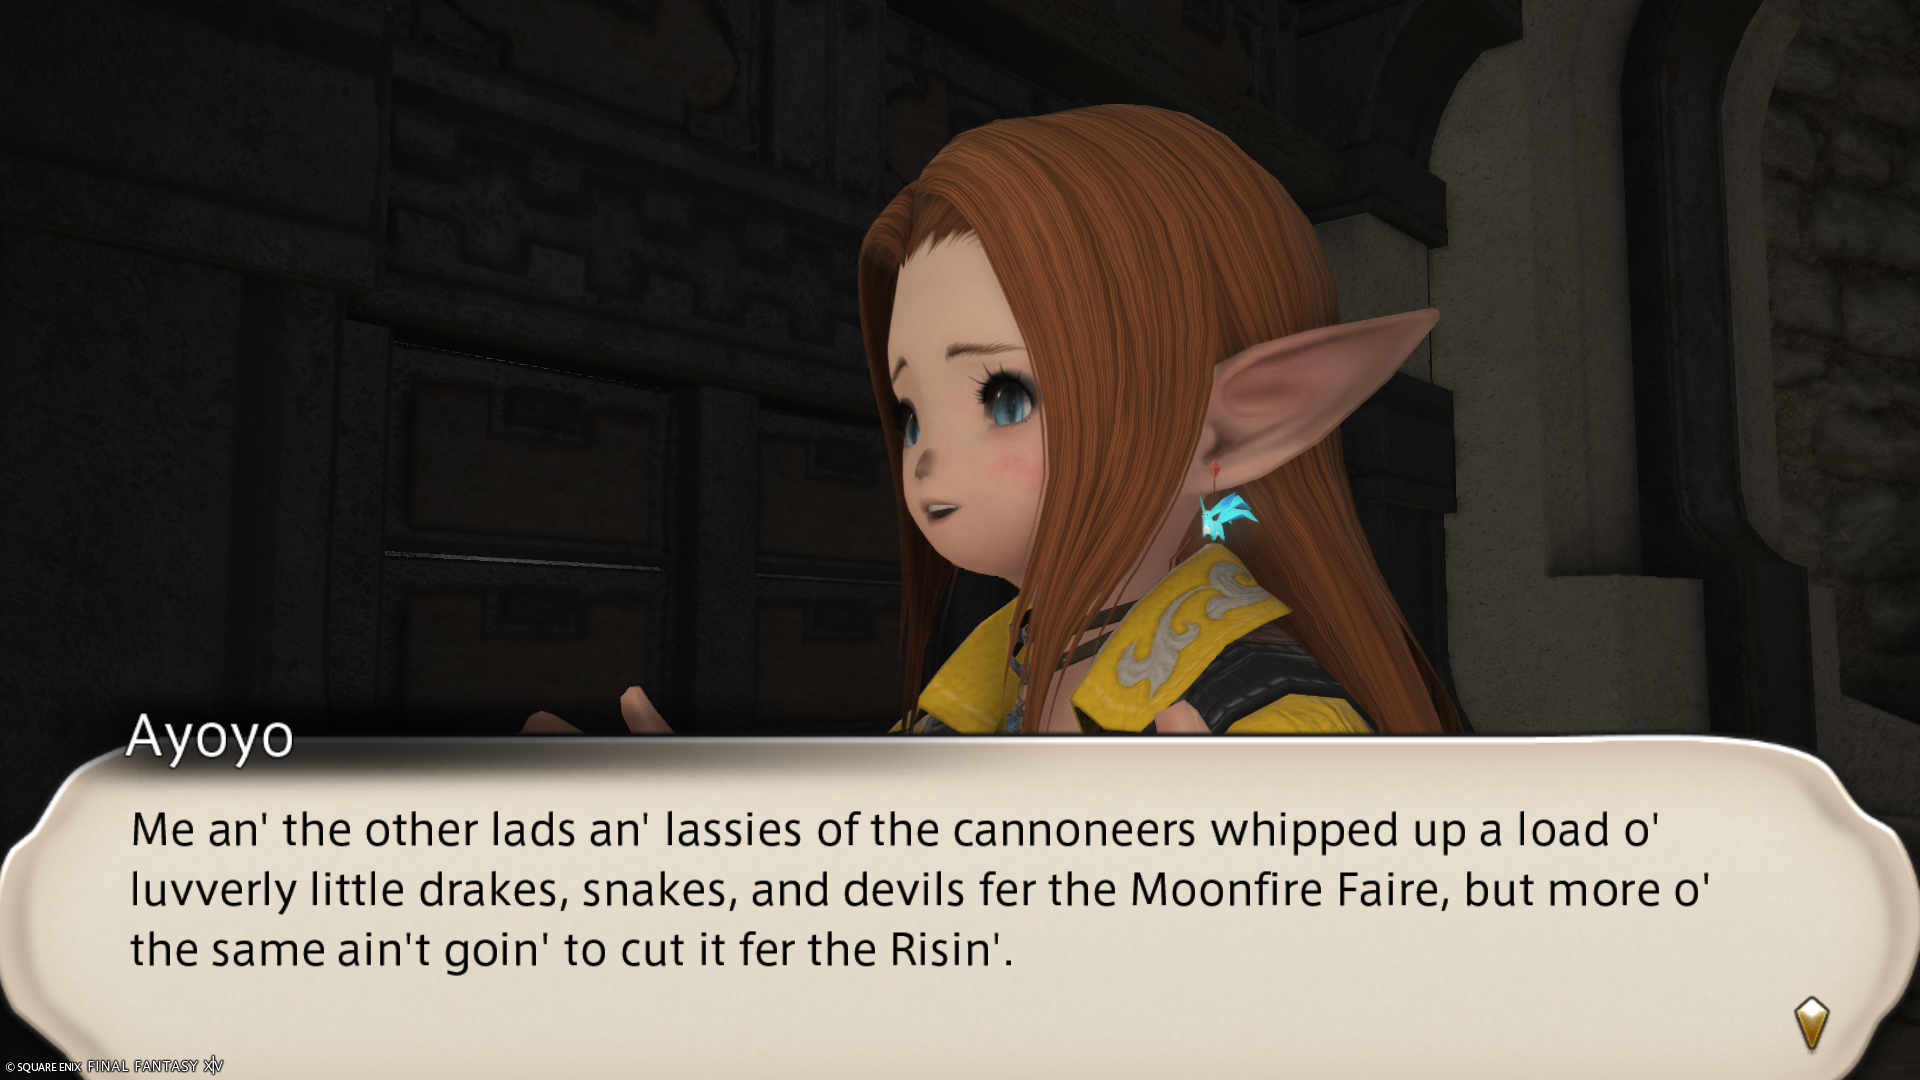 Ayoyo
Me an' the other lads an' lassies of the cannoneers whipped up a load o'
luvverly little drakes, snakes, and devils fer the Moonfire Faire, but more o'
the same ain't goin' to cut it fer the Risin'.
© SQUARE ENIX FINAL FANTASY XIV